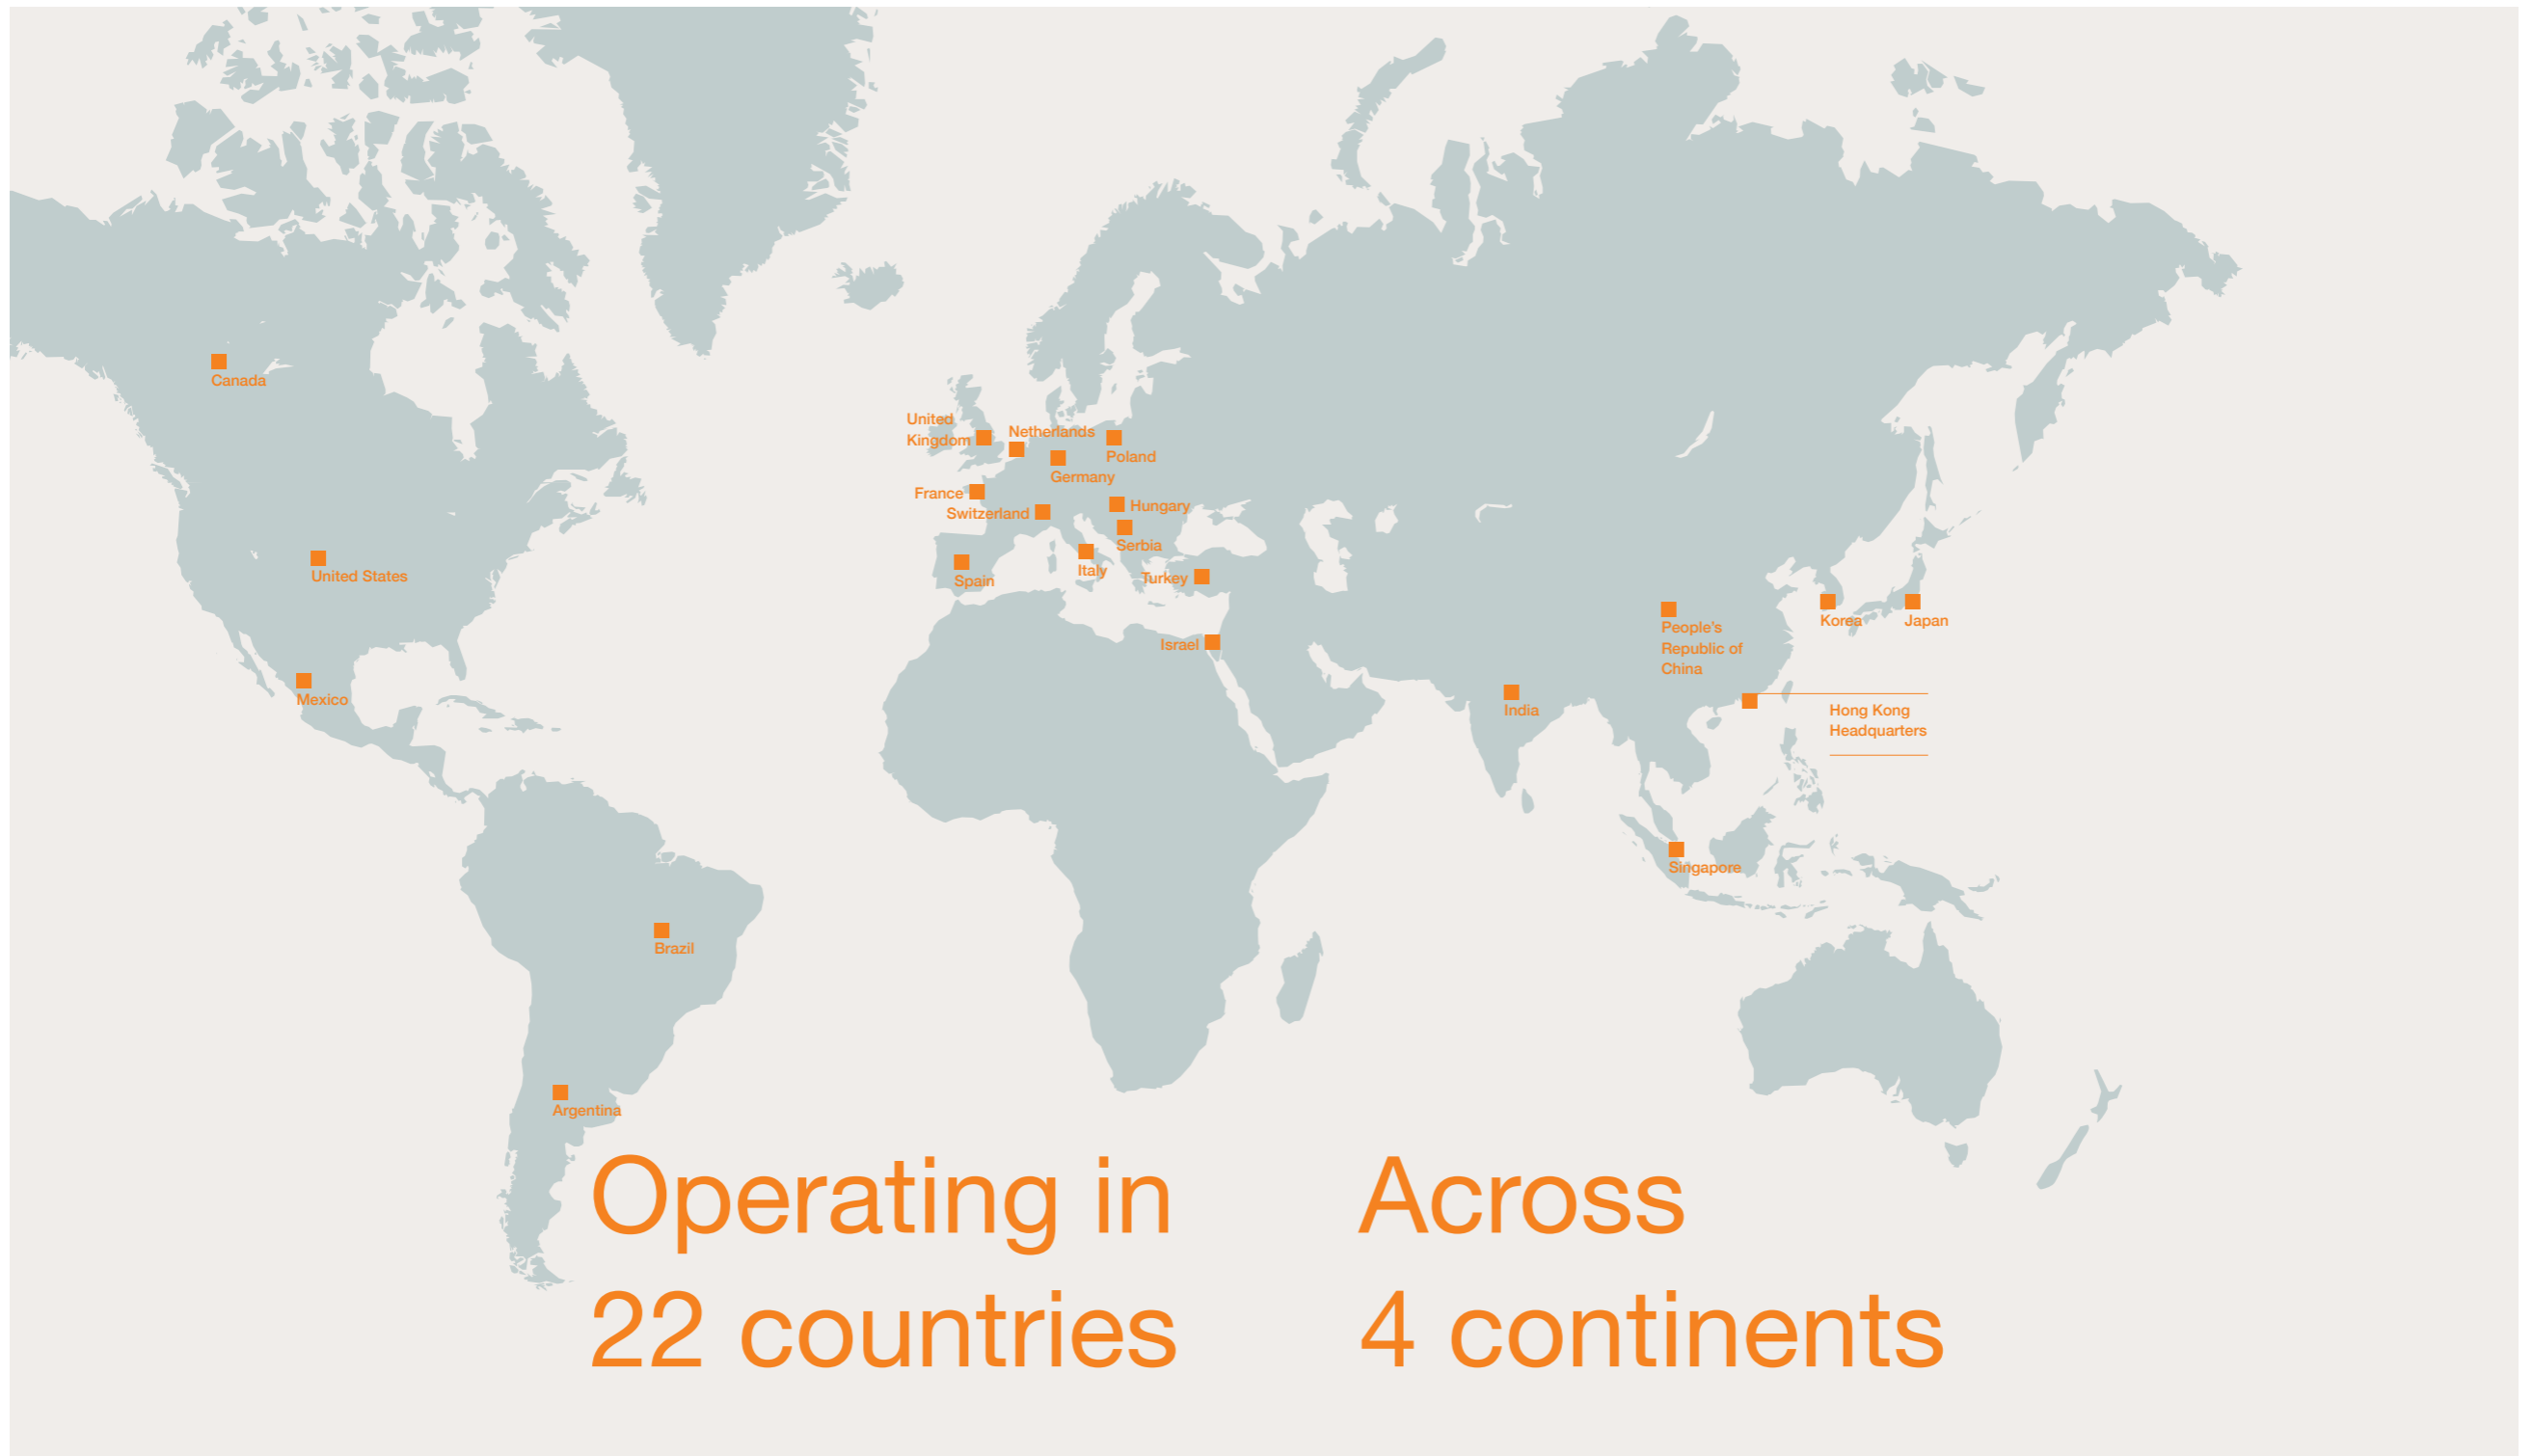 Canada
United
Kingdom
Netherlands
Poland
Germany
France
Switzerland
Hungary
Serbia
Italy
Spain
Turkey
Israel
United States
Mexico
People’s
Republic of
China
Korea
Japan
India
Hong Kong
Headquarters
Singapore
Brazil
Argentina
Operating in
22 countries
Across
4 continents